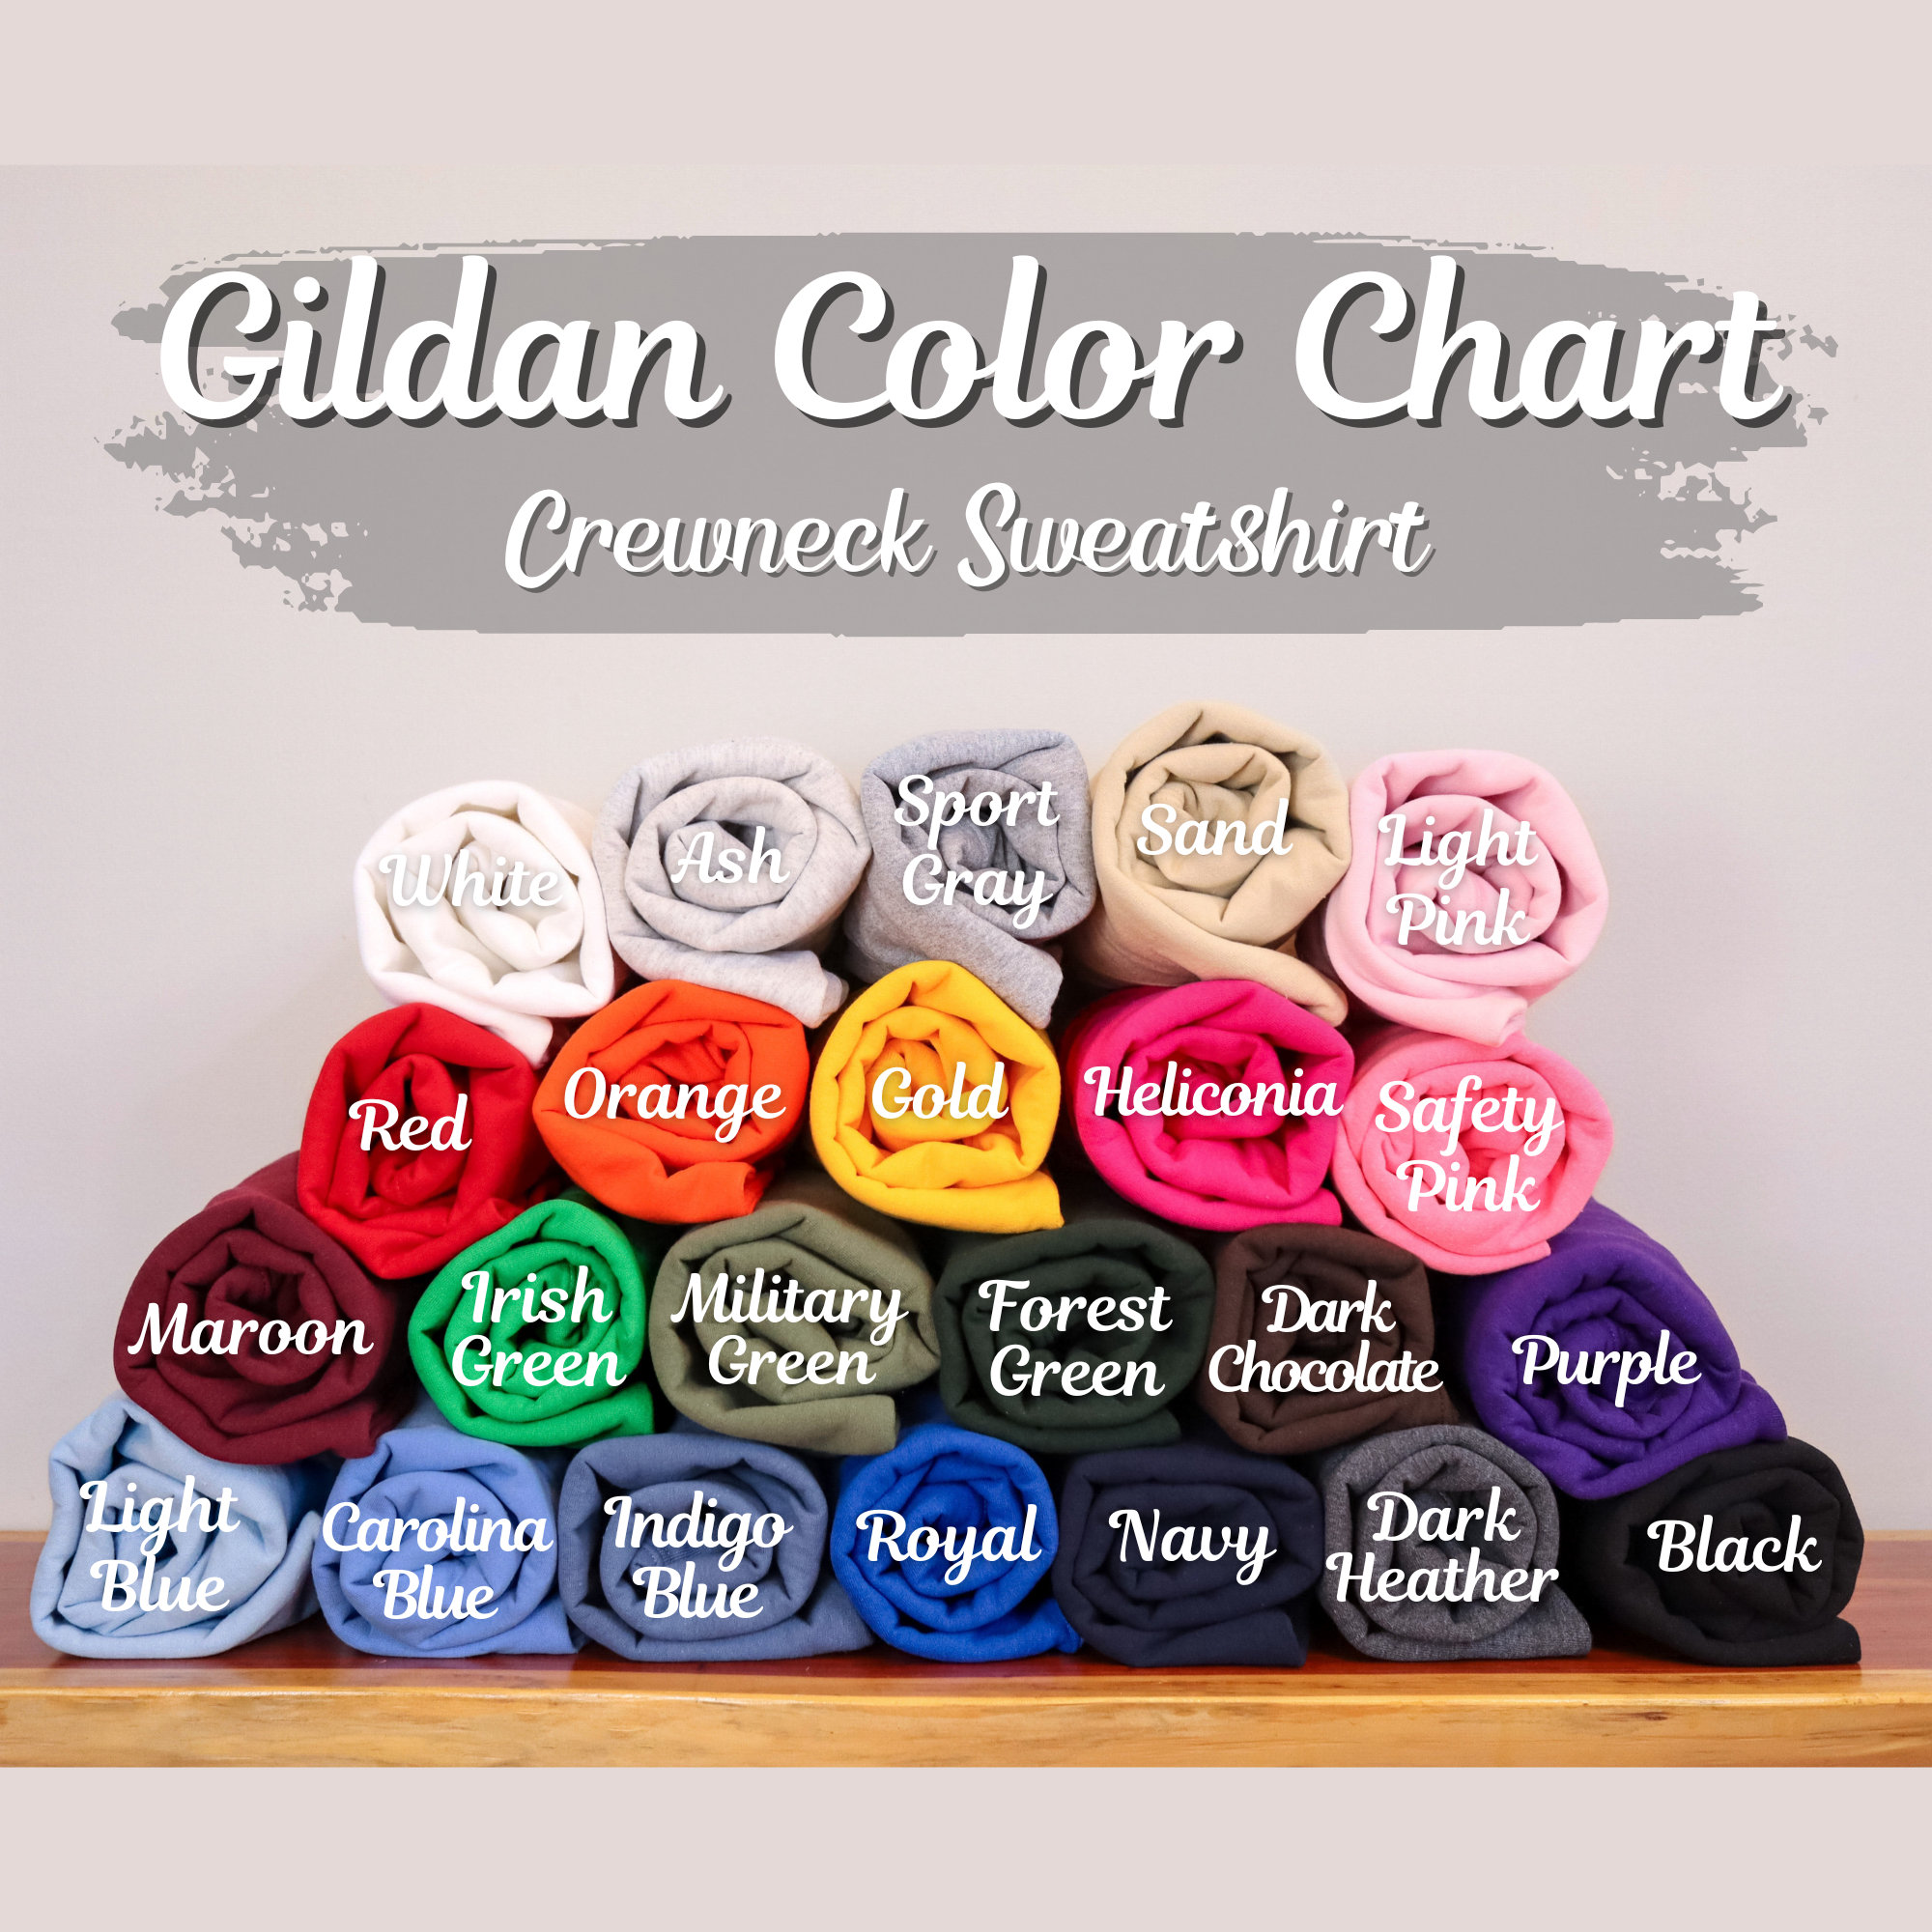 Gildan Color Chart
Crewneck Sweatshirt
White
Ash
Sport
Gray
Sand
Light
Pink
Red
Orange
Gold
Heliconia
Safety
Pink
Maroon
Irish
Green
Military
Green
Forest
Green
Dark
Chocolate
Purple
Light
Blue
Carolina
Blue
Indigo
Blue
Royal
Navy
Dark
Heather
Black